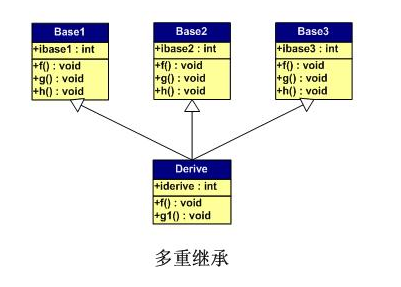 Base1
+ibase1 : int
+f() : void
+g() : void
+h() : void
Base2
+ibase2 : int
+f() : void
+g() : void
+h() : void
Base3
+ibase3 : int
+f() : void
+g() : void
+h() : void
Derive
+iderive : int
+f() : void
+g1() : void
多重继承